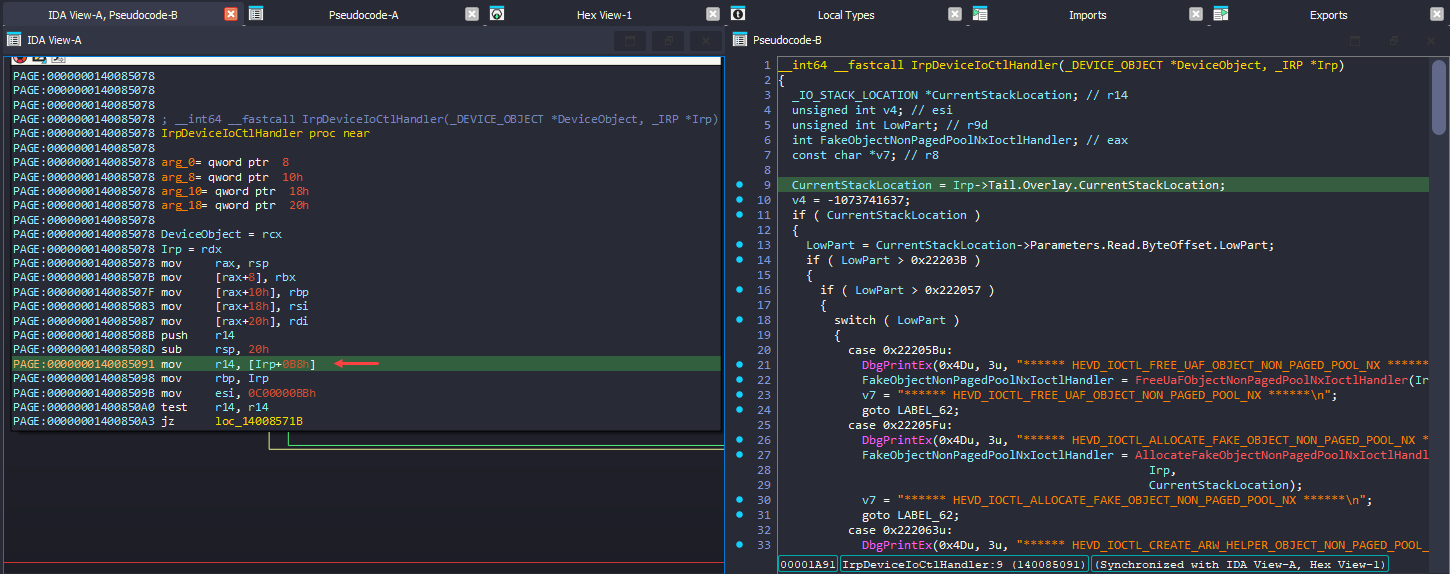 IDA View-A, Pseudocode-B
Pseudocode-A
Hex View-1
Local Types
Imports
Exports
IDA View-A
PAGE:0000000140085078
PAGE:0000000140085078
PAGE:0000000140085078
PAGE:0000000140085078 ; __int64 __fastcall IrpDeviceIoCtlHandler(_DEVICE_OBJECT *DeviceObject, _IRP *Irp)
PAGE:0000000140085078 IrpDeviceIoCtlHandler proc near
PAGE:0000000140085078
PAGE:0000000140085078 arg_0= qword ptr  8
PAGE:0000000140085078 arg_8= qword ptr  10h
PAGE:0000000140085078 arg_10= qword ptr  18h
PAGE:0000000140085078 arg_18= qword ptr  20h
PAGE:0000000140085078
PAGE:0000000140085078 DeviceObject = rcx
PAGE:0000000140085078 Irp = rdx
PAGE:0000000140085078 mov     rax, rsp
PAGE:000000014008507B mov     [rax+8], rbx
PAGE:000000014008507F mov     [rax+10h], rbp
PAGE:0000000140085083 mov     [rax+18h], rsi
PAGE:0000000140085087 mov     [rax+20h], rdi
PAGE:000000014008508B push    r14
PAGE:000000014008508D sub     rsp, 20h
PAGE:0000000140085091 mov     r14, [Irp+0B8h]
PAGE:0000000140085098 mov     rbp, Irp
PAGE:000000014008509B mov     esi, 0C00000BBh
PAGE:00000001400850A0 test    r14, r14
PAGE:00000001400850A3 jz      loc_14008571B
Pseudocode-B
1 __int64 __fastcall IrpDeviceIoCtlHandler(_DEVICE_OBJECT *DeviceObject, _IRP *Irp)
2 {
3   _IO_STACK_LOCATION *CurrentStackLocation; // r14
4   unsigned int v4; // esi
5   unsigned int LowPart; // r9d
6   int FakeObjectNonPagedPoolNxIoctlHandler; // eax
7   const char *v7; // r8
8
9   CurrentStackLocation = Irp->Tail.Overlay.CurrentStackLocation;
10   v4 = -1073741637;
11   if ( CurrentStackLocation )
12   {
13     LowPart = CurrentStackLocation->Parameters.Read.ByteOffset.LowPart;
14     if ( LowPart > 0x22203B )
15     {
16       if ( LowPart > 0x222057 )
17       {
18         switch ( LowPart )
19         {
20           case 0x22205Bu:
21             DbgPrintEx(0x4Du, 3u, "****** HEVD_IOCTL_FREE_UAF_OBJECT_NON_PAGED_POOL_NX ******
22             FakeObjectNonPagedPoolNxIoctlHandler = FreeUaFObjectNonPagedPoolNxIoctlHandler(Ir
23             v7 = "****** HEVD_IOCTL_FREE_UAF_OBJECT_NON_PAGED_POOL_NX ******\n";
24             goto LABEL_62;
25           case 0x22205Fu:
26             DbgPrintEx(0x4Du, 3u, "****** HEVD_IOCTL_ALLOCATE_FAKE_OBJECT_NON_PAGED_POOL_NX *
27             FakeObjectNonPagedPoolNxIoctlHandler = AllocateFakeObjectNonPagedPoolNxIoctlHandl
28                                                      Irp,
29                                                      CurrentStackLocation);
30             v7 = "****** HEVD_IOCTL_ALLOCATE_FAKE_OBJECT_NON_PAGED_POOL_NX ******\n";
31             goto LABEL_62;
32           case 0x222063u:
33             DbgPrintEx(0x4Du, 3u, "****** HEVD_IOCTL_CREATE_ARW_HELPER_OBJECT_NON_PAGED_POOL_
00001A91 IrpDeviceIoCtlHandler:9 (140085091) (Synchronized with IDA View-A, Hex View-1)